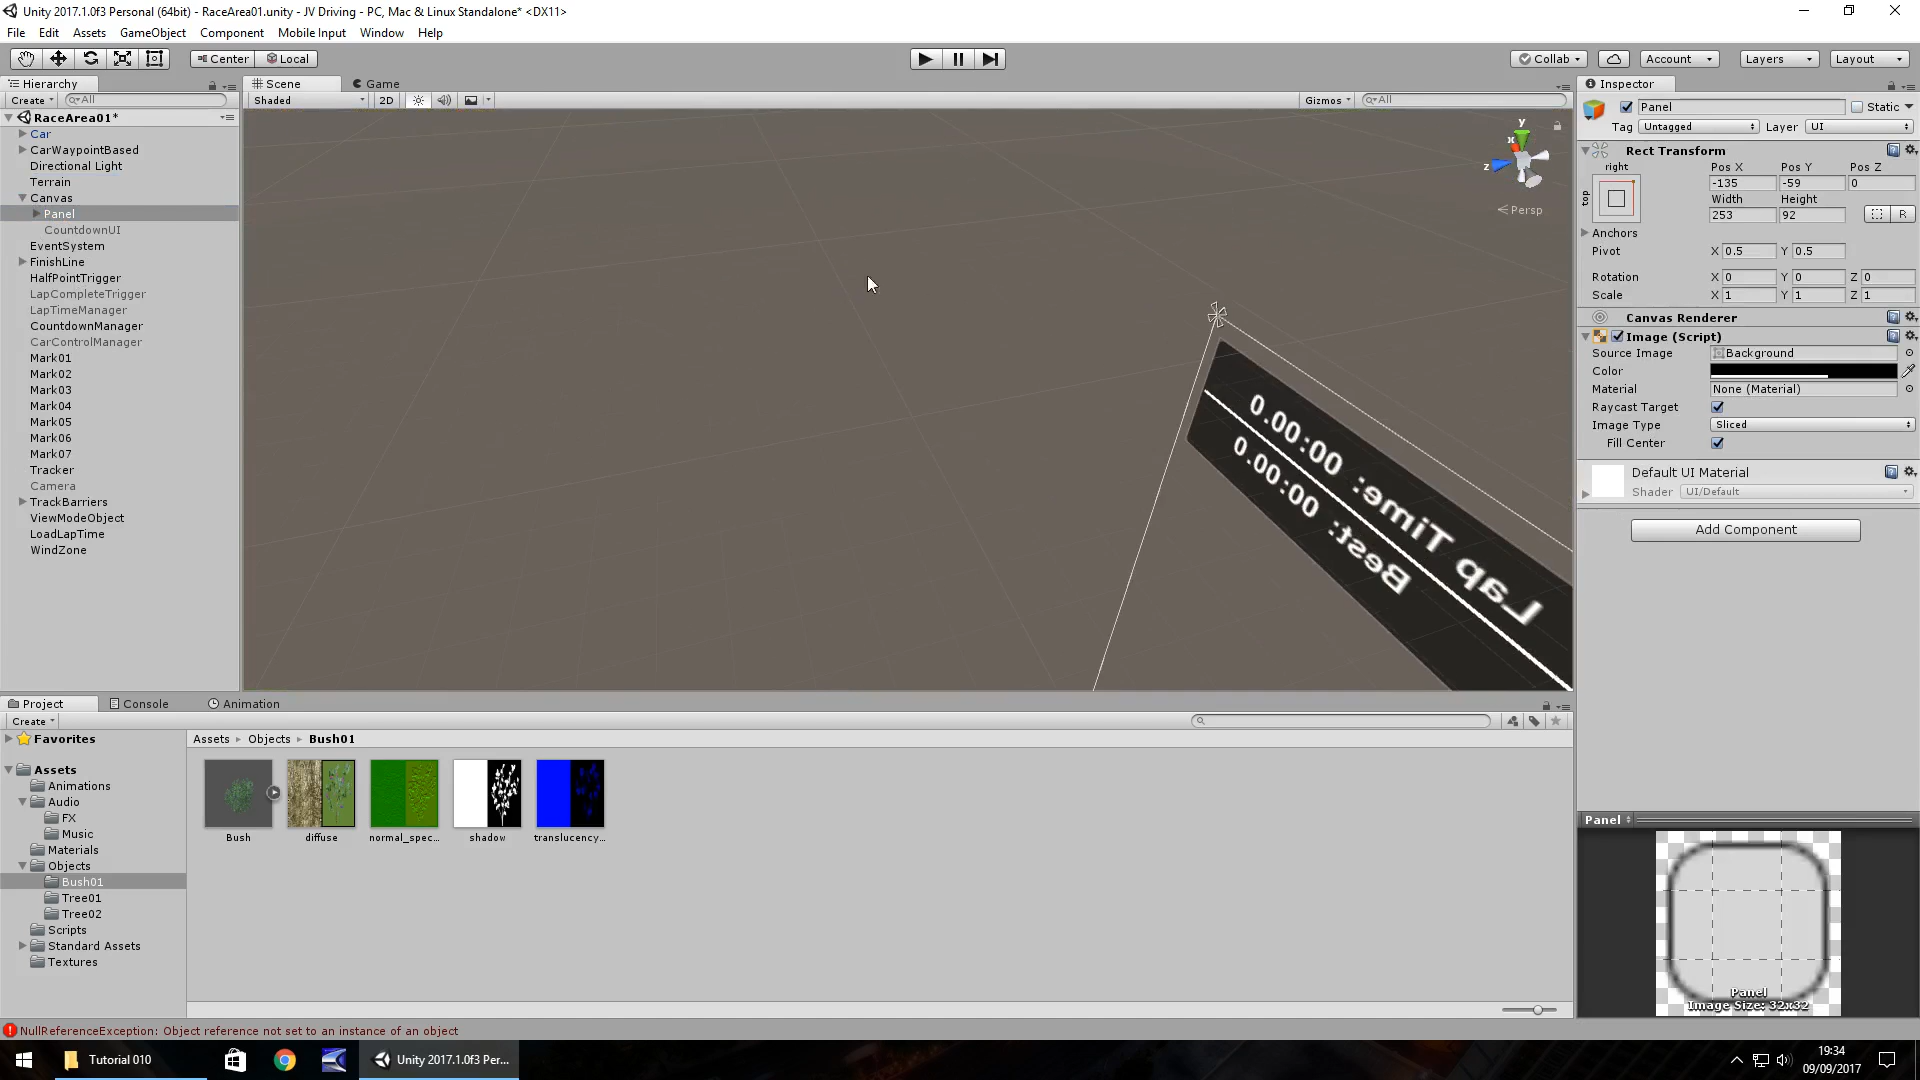 Unity 2017.1.0f3 Personal (64bit) - RaceArea01.unity - JV Driving - PC, Mac & Linux Standalone* <DX11>
File Edit Assets GameObject Component Mobile Input Window Help
Center Local Collab Account Layers Layout
Hierarchy
Create All
RaceArea01*
Car
CarWaypointBased
Directional Light
Terrain
Canvas
Panel
CountdownUI
EventSystem
FinishLine
HalfPointTrigger
LapCompleteTrigger
LapTimeManager
CountdownManager
CarControlManager
Mark01
Mark02
Mark03
Mark04
Mark05
Mark06
Mark07
Tracker
Camera
TrackBarriers
ViewModeObject
LoadLapTime
WindZone
Scene Game
Shaded 2D Gizmos All
y
x
z
Persp
Lap Time: 00:00.0
Best: 00:00.0
Inspector
Panel Static
Tag Untagged Layer UI
Rect Transform
right Pos X Pos Y Pos Z
top -135 -59 0
Width Height
253 92 R
Anchors
Pivot X 0.5 Y 0.5
Rotation X 0 Y 0 Z 0
Scale X 1 Y 1 Z 1
Canvas Renderer
Image (Script)
Source Image Background
Color
Material None (Material)
Raycast Target
Image Type Sliced
Fill Center
Default UI Material
Shader UI/Default
Add Component
Panel
Panel
Image Size: 32x32
Project Console Animation
Create
Favorites
Assets
Animations
Audio
FX
Music
Materials
Objects
Bush01
Tree01
Tree02
Scripts
Standard Assets
Textures
Assets Objects Bush01
Bush diffuse normal_spec... shadow translucency...
NullReferenceException: Object reference not set to an instance of an object
Tutorial 010 Unity 2017.1.0f3 Per...
19:34
09/09/2017